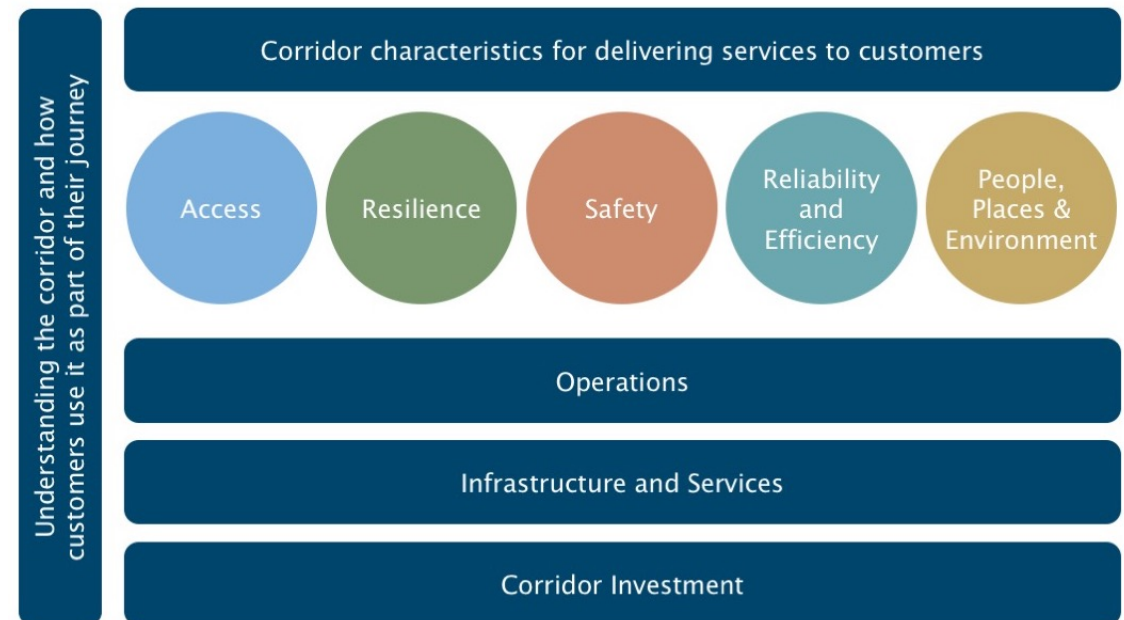 Understanding the corridor and how
customers use it as part of their journey
Corridor characteristics for delivering services to customers
Access
Resilience
Safety
Reliability
and
Efficiency
People,
Places &
Environment
Operations
Infrastructure and Services
Corridor Investment